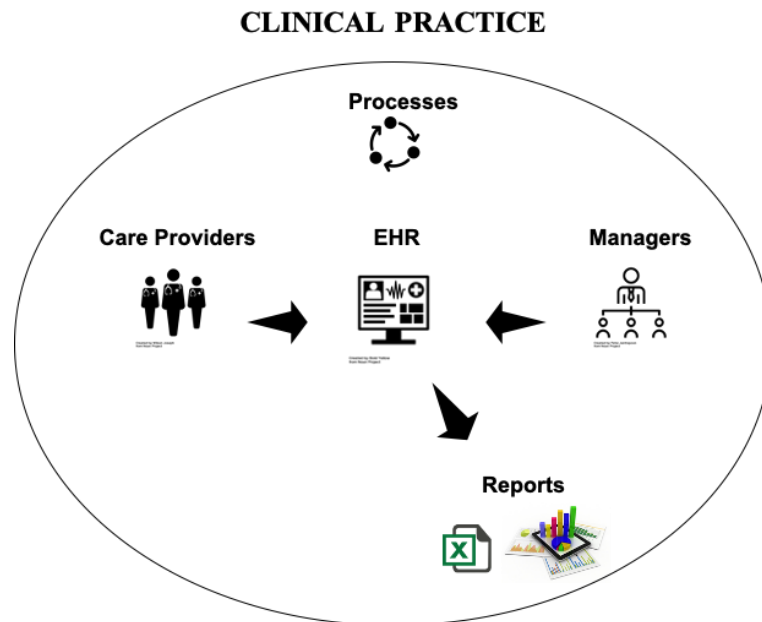 CLINICAL PRACTICE
Processes
Care Providers
EHR
Managers
Reports
X